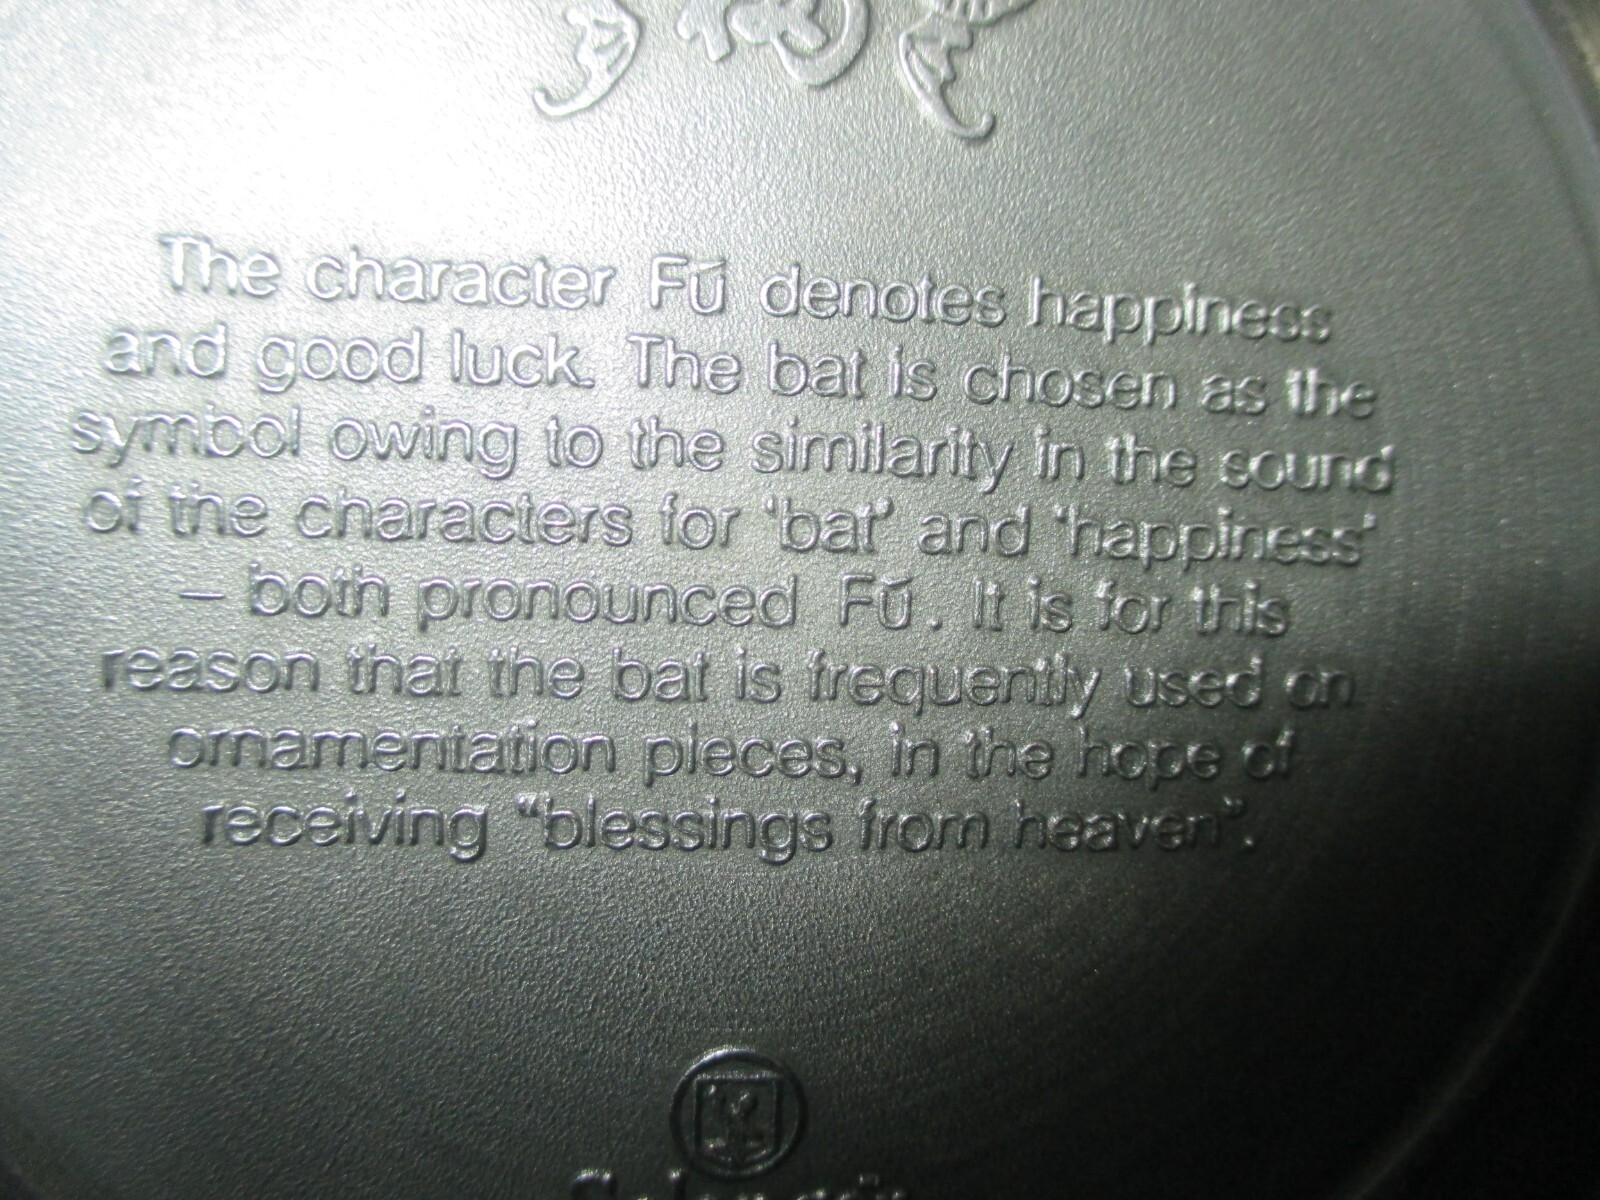 The character Fú denotes happiness
and good luck. The bat is chosen as the
symbol owing to the similarity in the sound
of the characters for 'bat' and 'happiness'
– both pronounced Fú. It is for this
reason that the bat is frequently used on
ornamentation pieces, in the hope of
receiving "blessings from heaven".